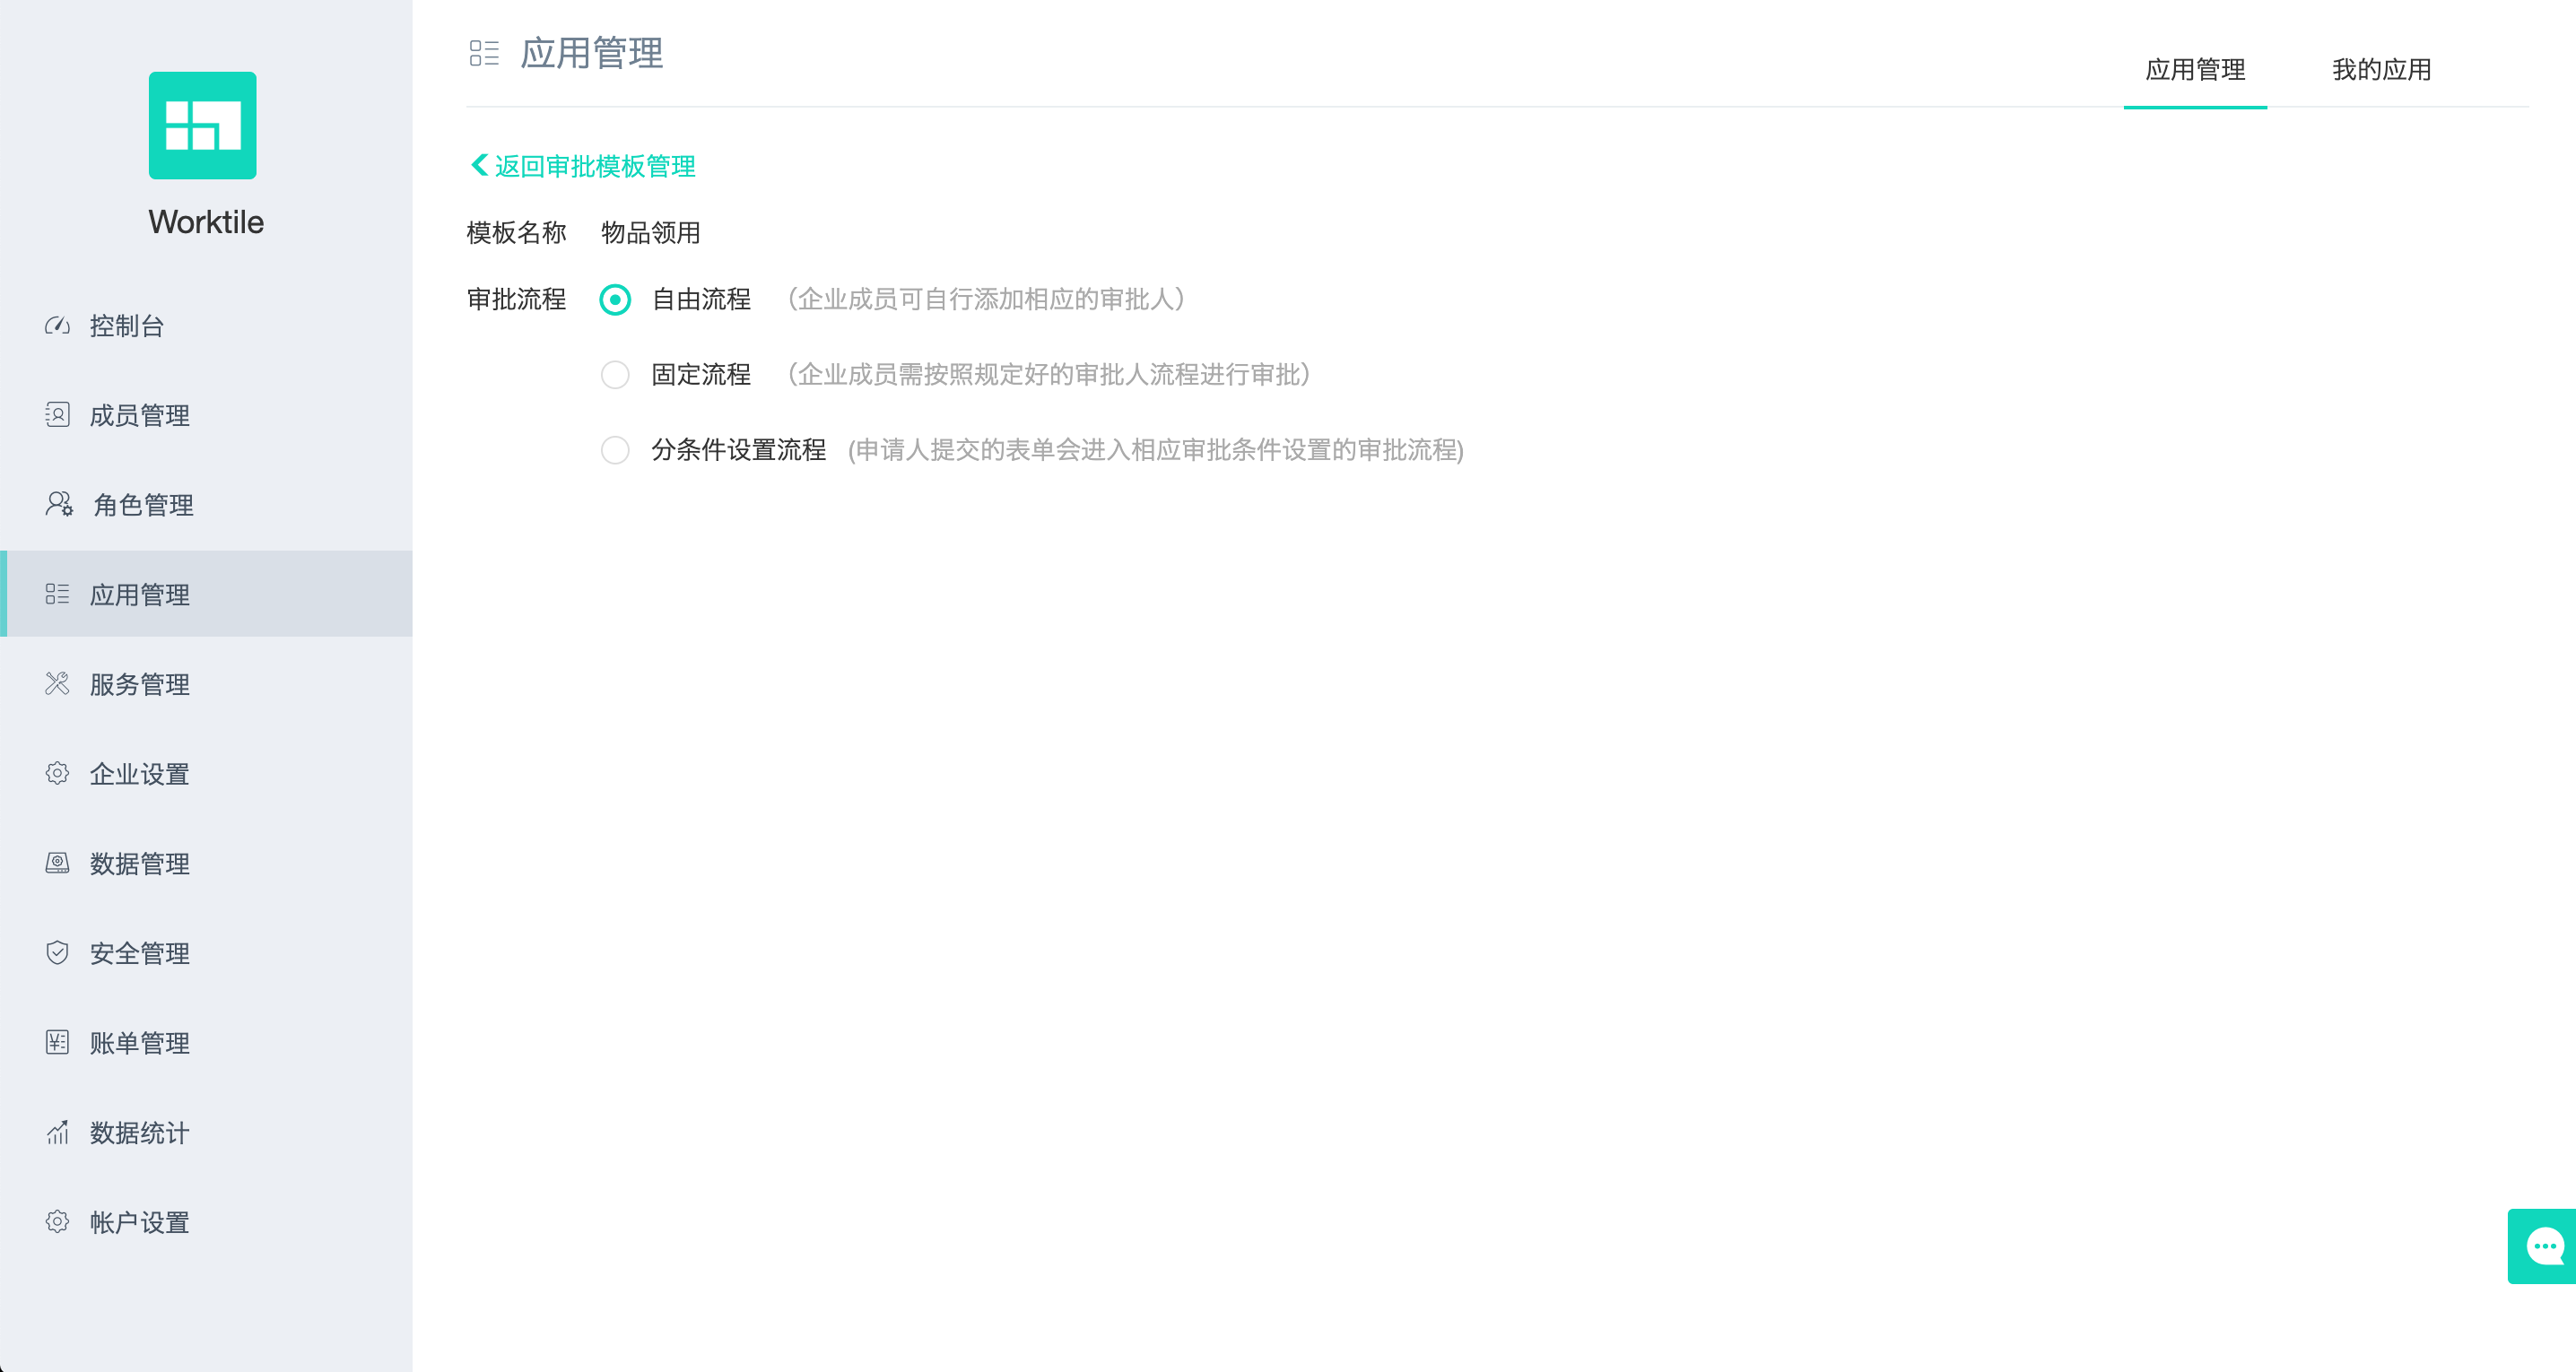 Worktile
控制台
成员管理
角色管理
应用管理
服务管理
企业设置
数据管理
安全管理
账单管理
数据统计
帐户设置
应用管理
应用管理 我的应用
返回审批模板管理
模板名称 物品领用
审批流程 自由流程 （企业成员可自行添加相应的审批人）
固定流程 （企业成员需按照规定好的审批人流程进行审批）
分条件设置流程 (申请人提交的表单会进入相应审批条件设置的审批流程)